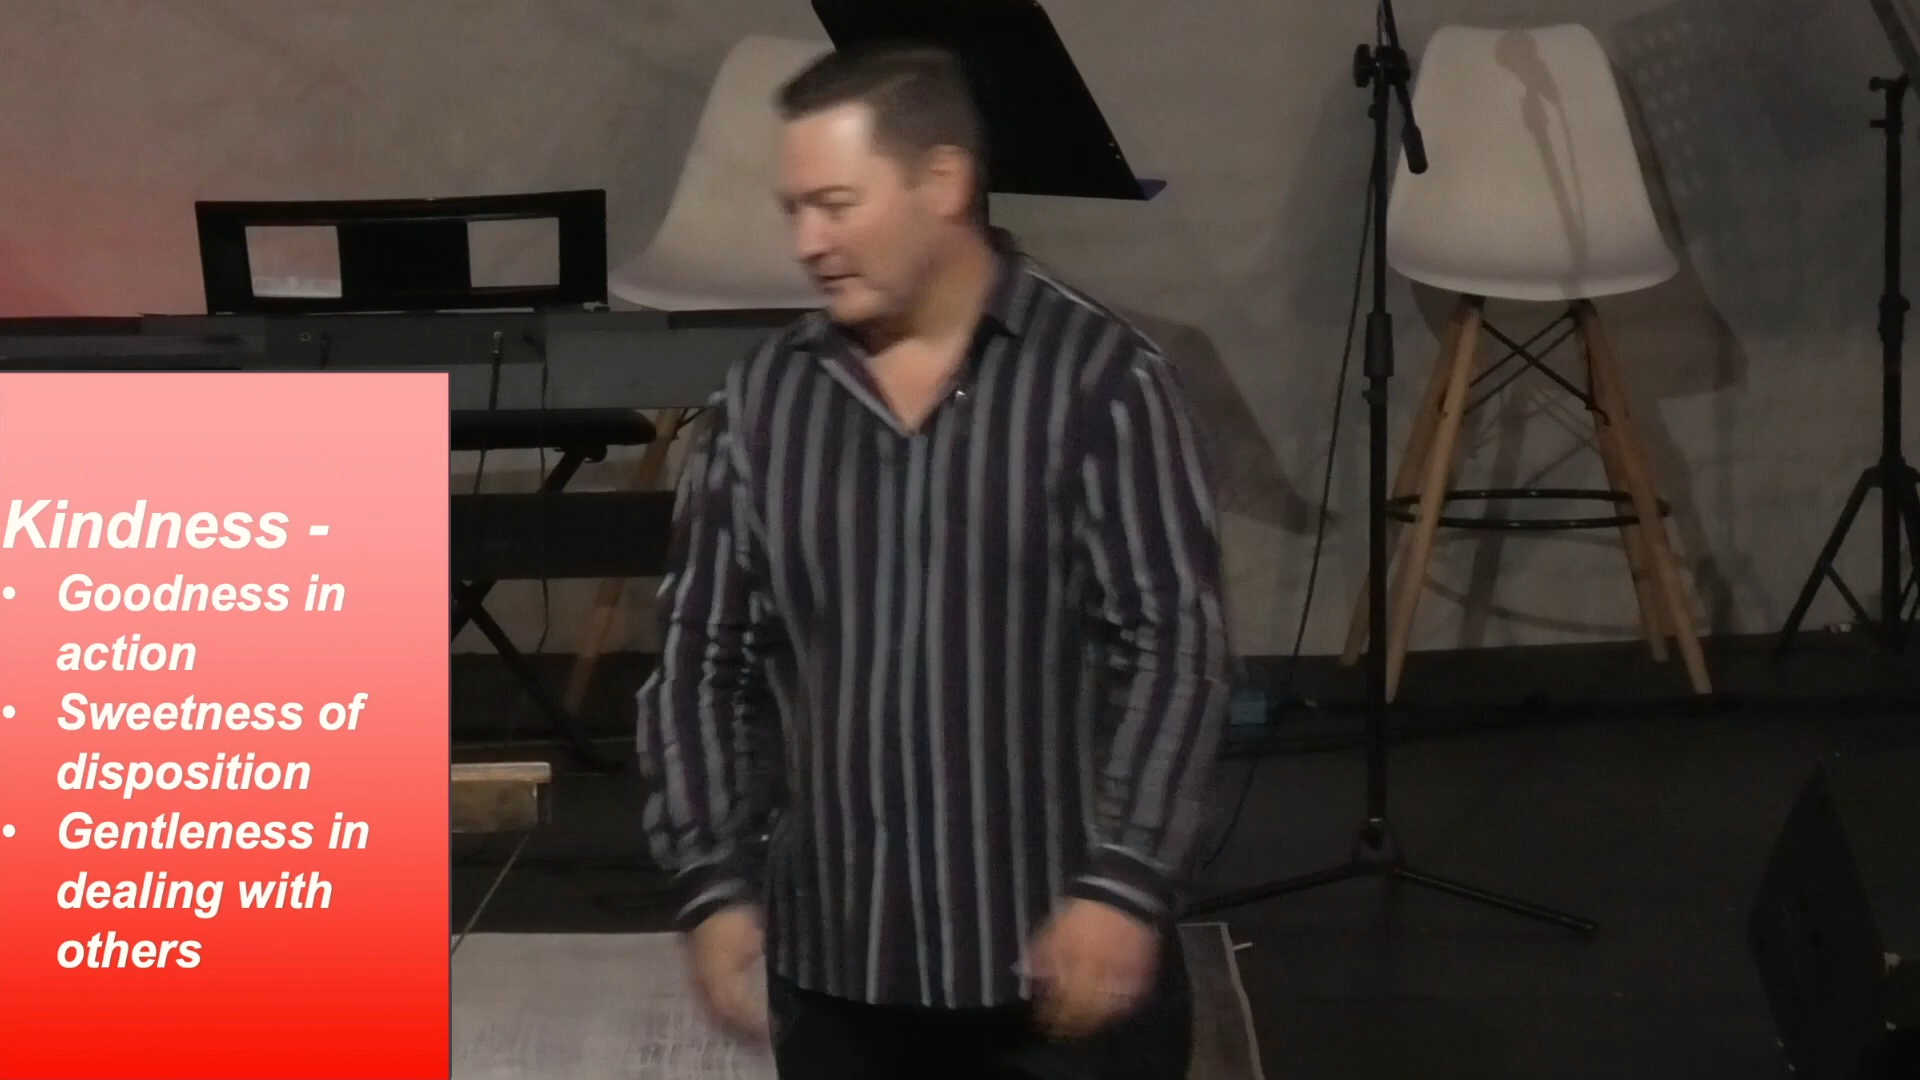 Kindness -
• Goodness in
action
• Sweetness of
disposition
• Gentleness in
dealing with
others